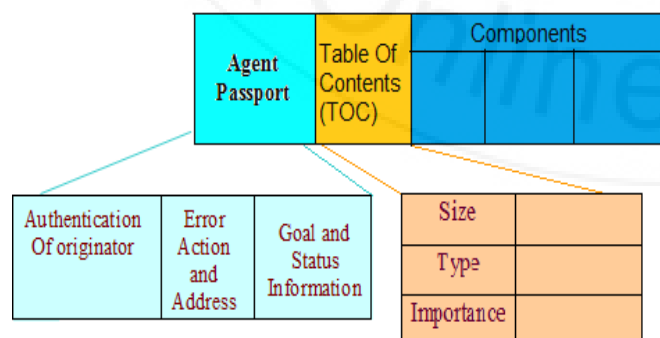 Agent
Passport
Table Of
Contents
(TOC)
Components
Authentication
Of originator
Error
Action
and
Address
Goal and
Status
Information
Size
Type
Importance
Online